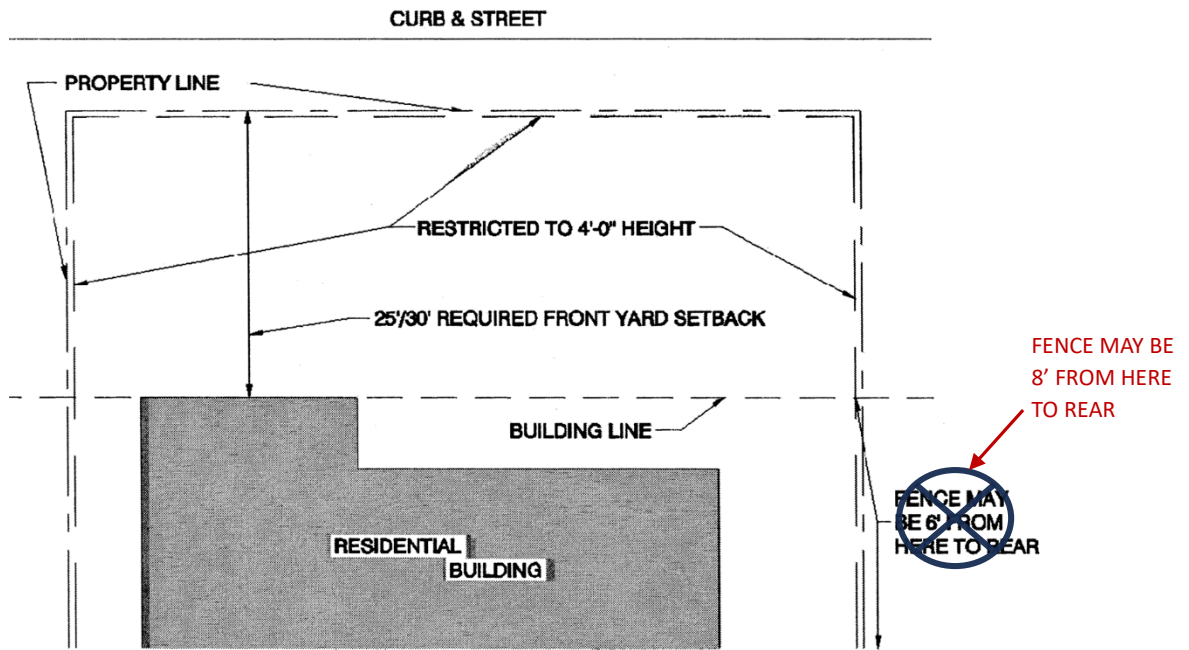 CURB & STREET
PROPERTY LINE
RESTRICTED TO 4'-0" HEIGHT
25'/30' REQUIRED FRONT YARD SETBACK
FENCE MAY BE
8’ FROM HERE
TO REAR
BUILDING LINE
FENCE MAY
BE 6' FROM
HERE TO REAR
RESIDENTIAL
BUILDING